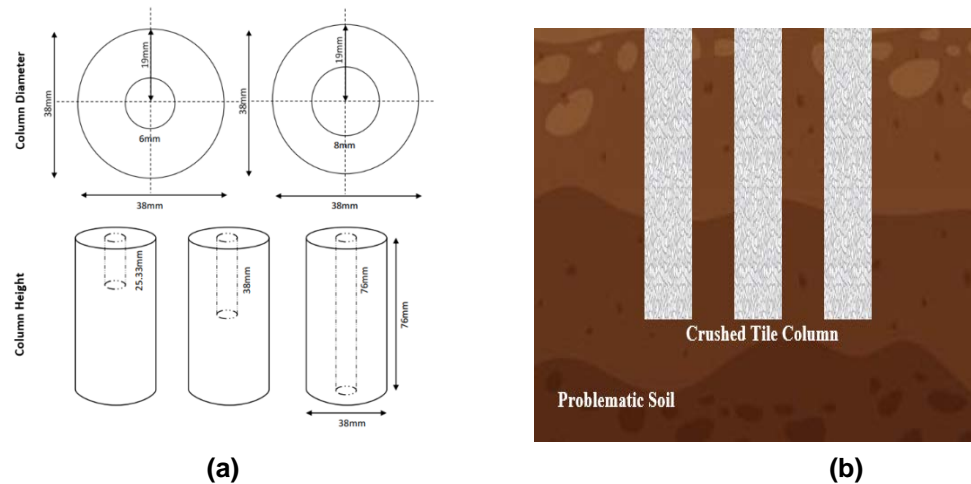 Column Diameter
38mm
19mm
6mm
38mm
38mm
19mm
8mm
38mm
Column Height
25.33mm
38mm
76mm
76mm
38mm
Crushed Tile Column
Problematic Soil
(a)
(b)